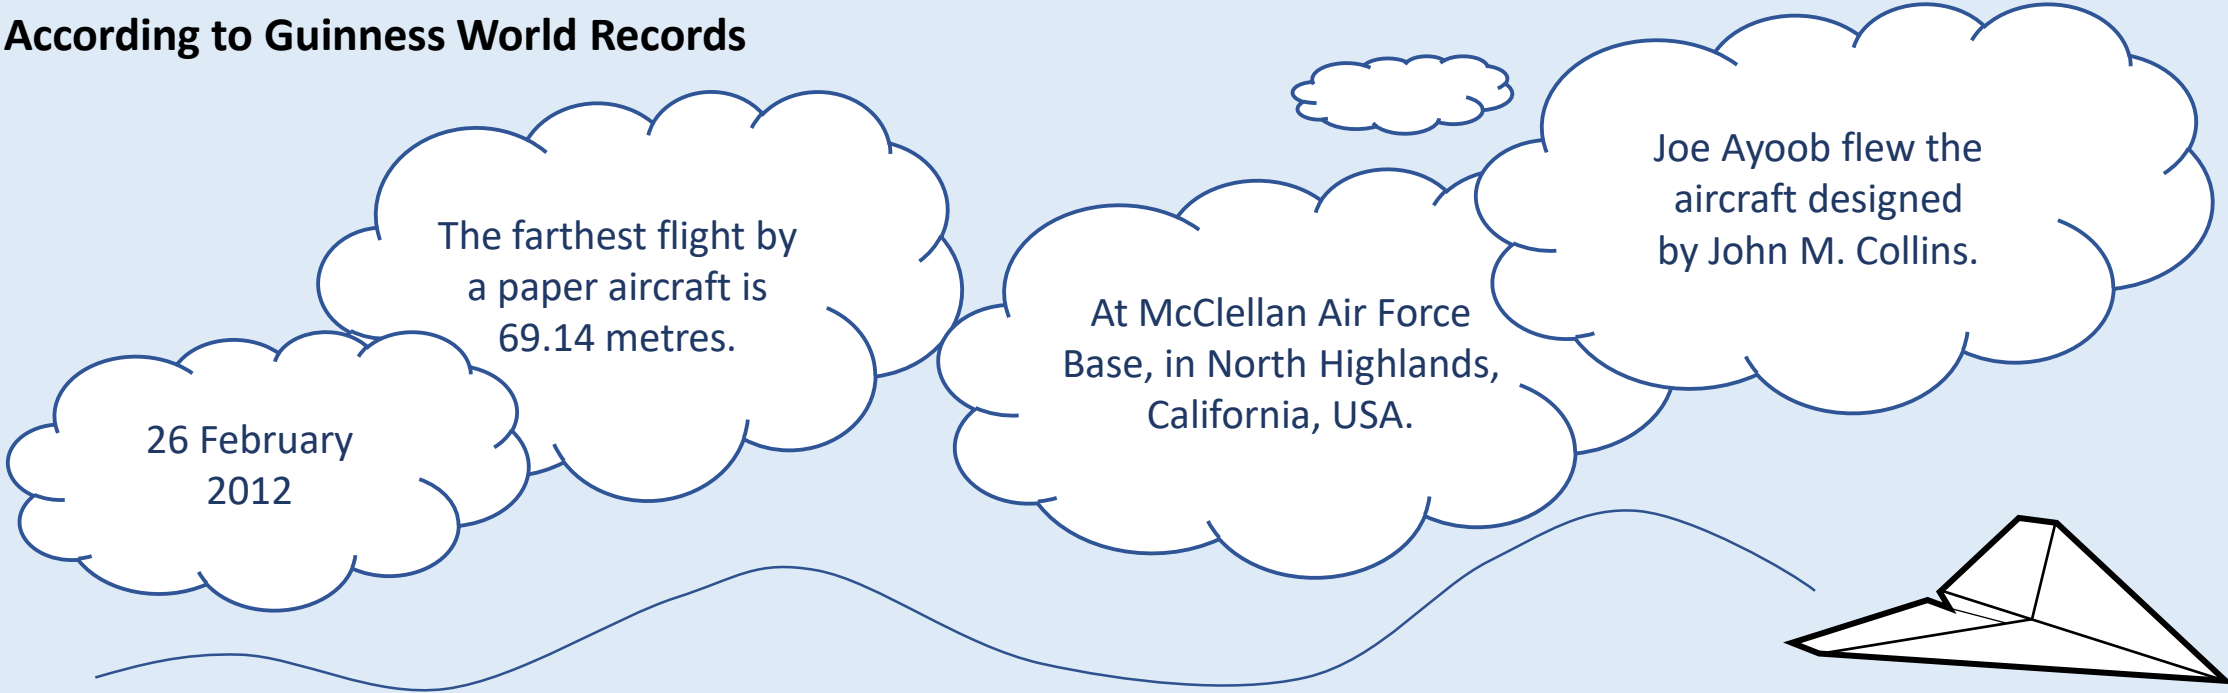 According to Guinness World Records
26 February
2012
The farthest flight by
a paper aircraft is
69.14 metres.
At McClellan Air Force
Base, in North Highlands,
California, USA.
Joe Ayoob flew the
aircraft designed
by John M. Collins.